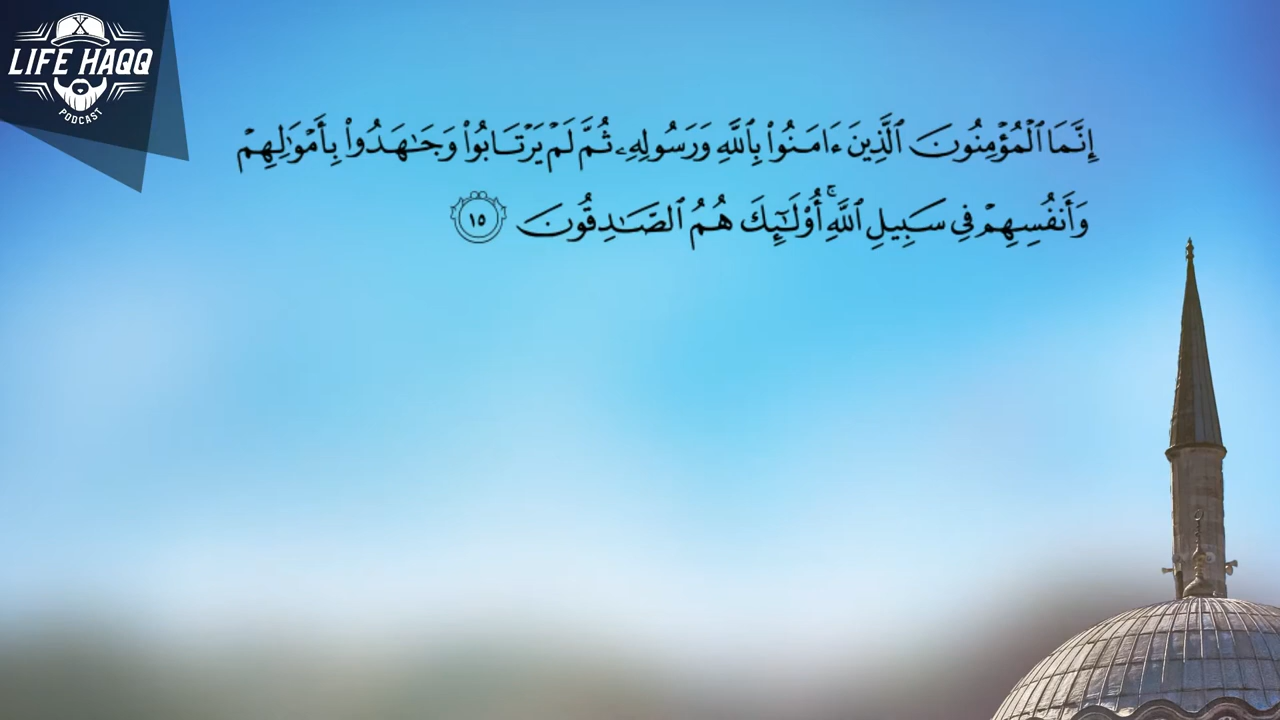 LIFE HAQQ
PODCAST
إِنَّمَا ٱلْمُؤْمِنُونَ ٱلَّذِينَ ءَامَنُوا۟ بِٱللَّهِ وَرَسُولِهِۦ ثُمَّ لَمْ يَرْتَابُوا۟ وَجَـٰهَدُوا۟ بِأَمْوَٰلِهِمْ
وَأَنفُسِهِمْ فِى سَبِيلِ ٱللَّهِ ۚ أُو۟لَـٰٓئِكَ هُمُ ٱلصَّـٰدِقُونَ ١٥